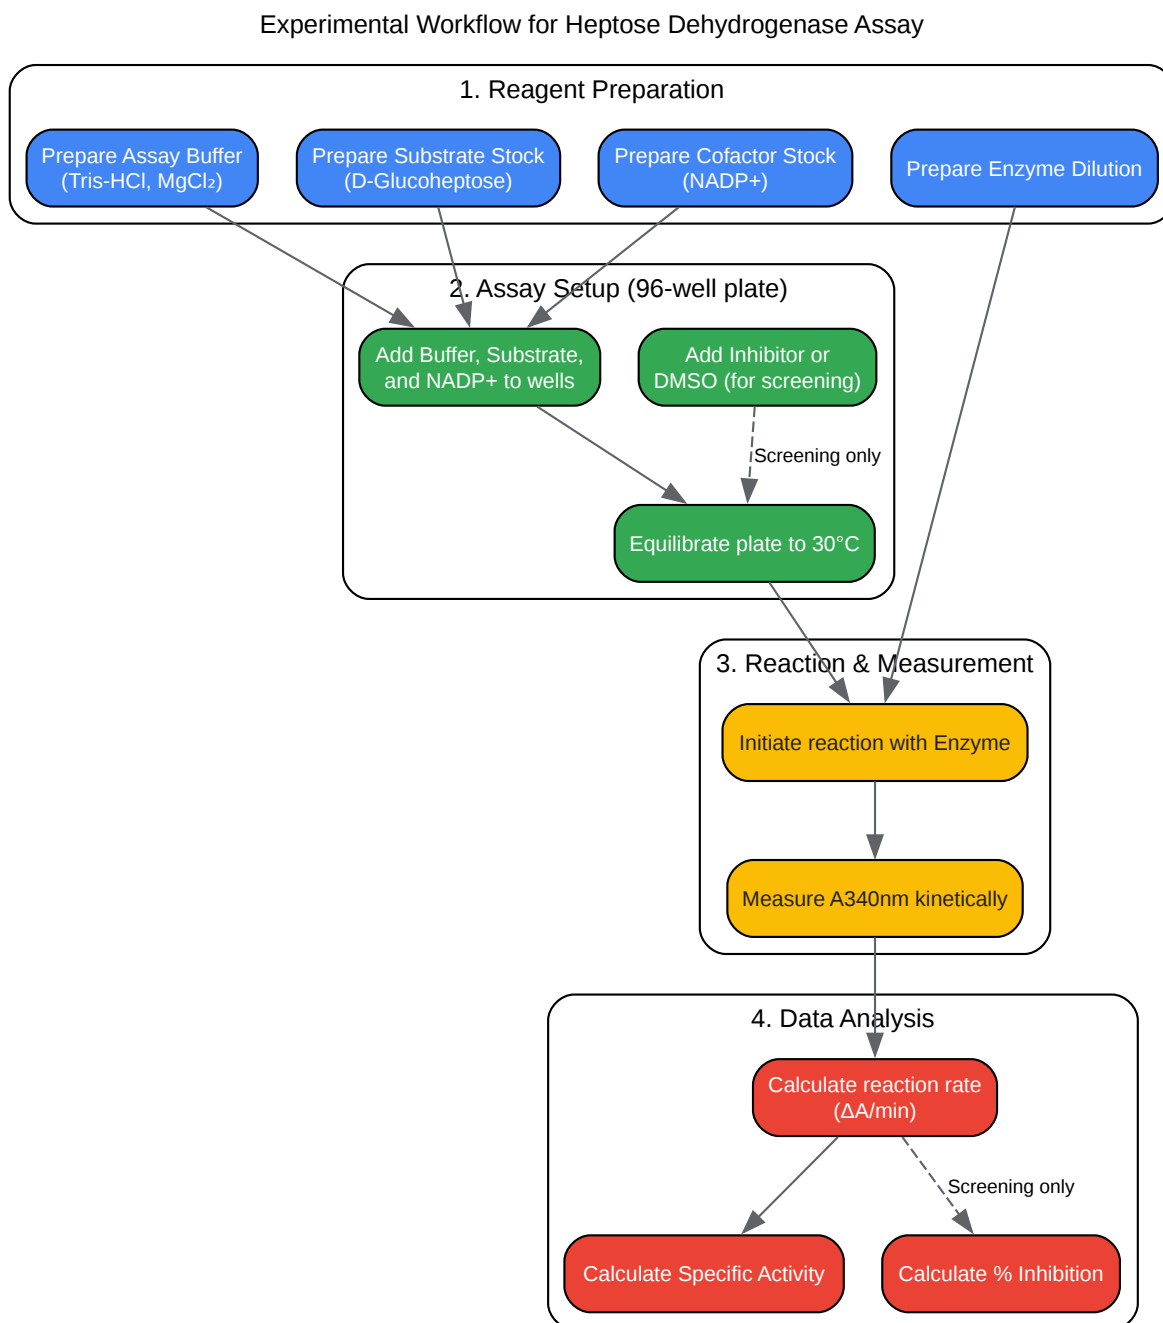 Experimental Workflow for Heptose Dehydrogenase Assay
1. Reagent Preparation
Prepare Assay Buffer
(Tris-HCl, MgCl₂)
Prepare Substrate Stock
(D-Glucoheptose)
Prepare Cofactor Stock
(NADP+)
Prepare Enzyme Dilution
2. Assay Setup (96-well plate)
Add Buffer, Substrate,
and NADP+ to wells
Add Inhibitor or
DMSO (for screening)
Screening only
Equilibrate plate to 30°C
3. Reaction & Measurement
Initiate reaction with Enzyme
Measure A340nm kinetically
4. Data Analysis
Calculate reaction rate
(ΔA/min)
Screening only
Calculate Specific Activity
Calculate % Inhibition